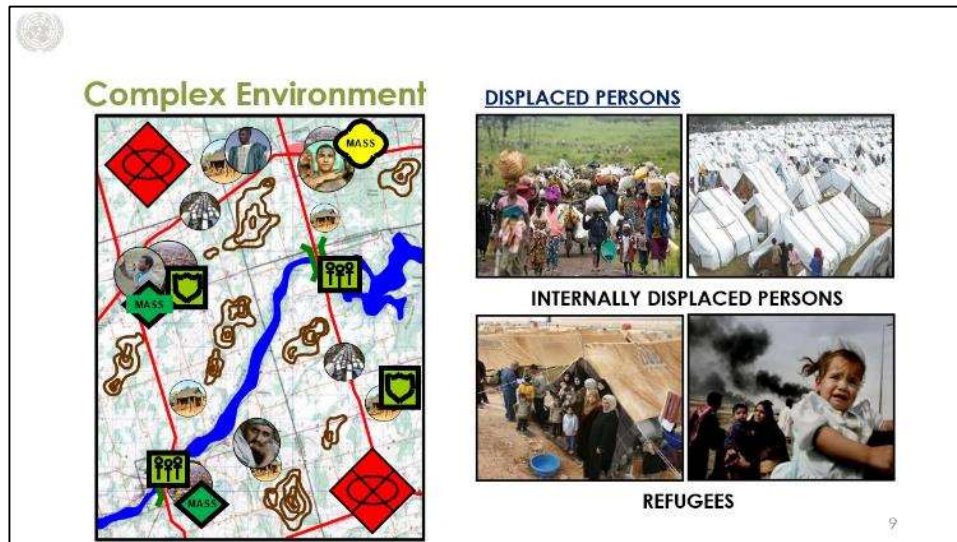 Complex Environment
DISPLACED PERSONS
MASS
MASS
MASS
INTERNALLY DISPLACED PERSONS
REFUGEES
9